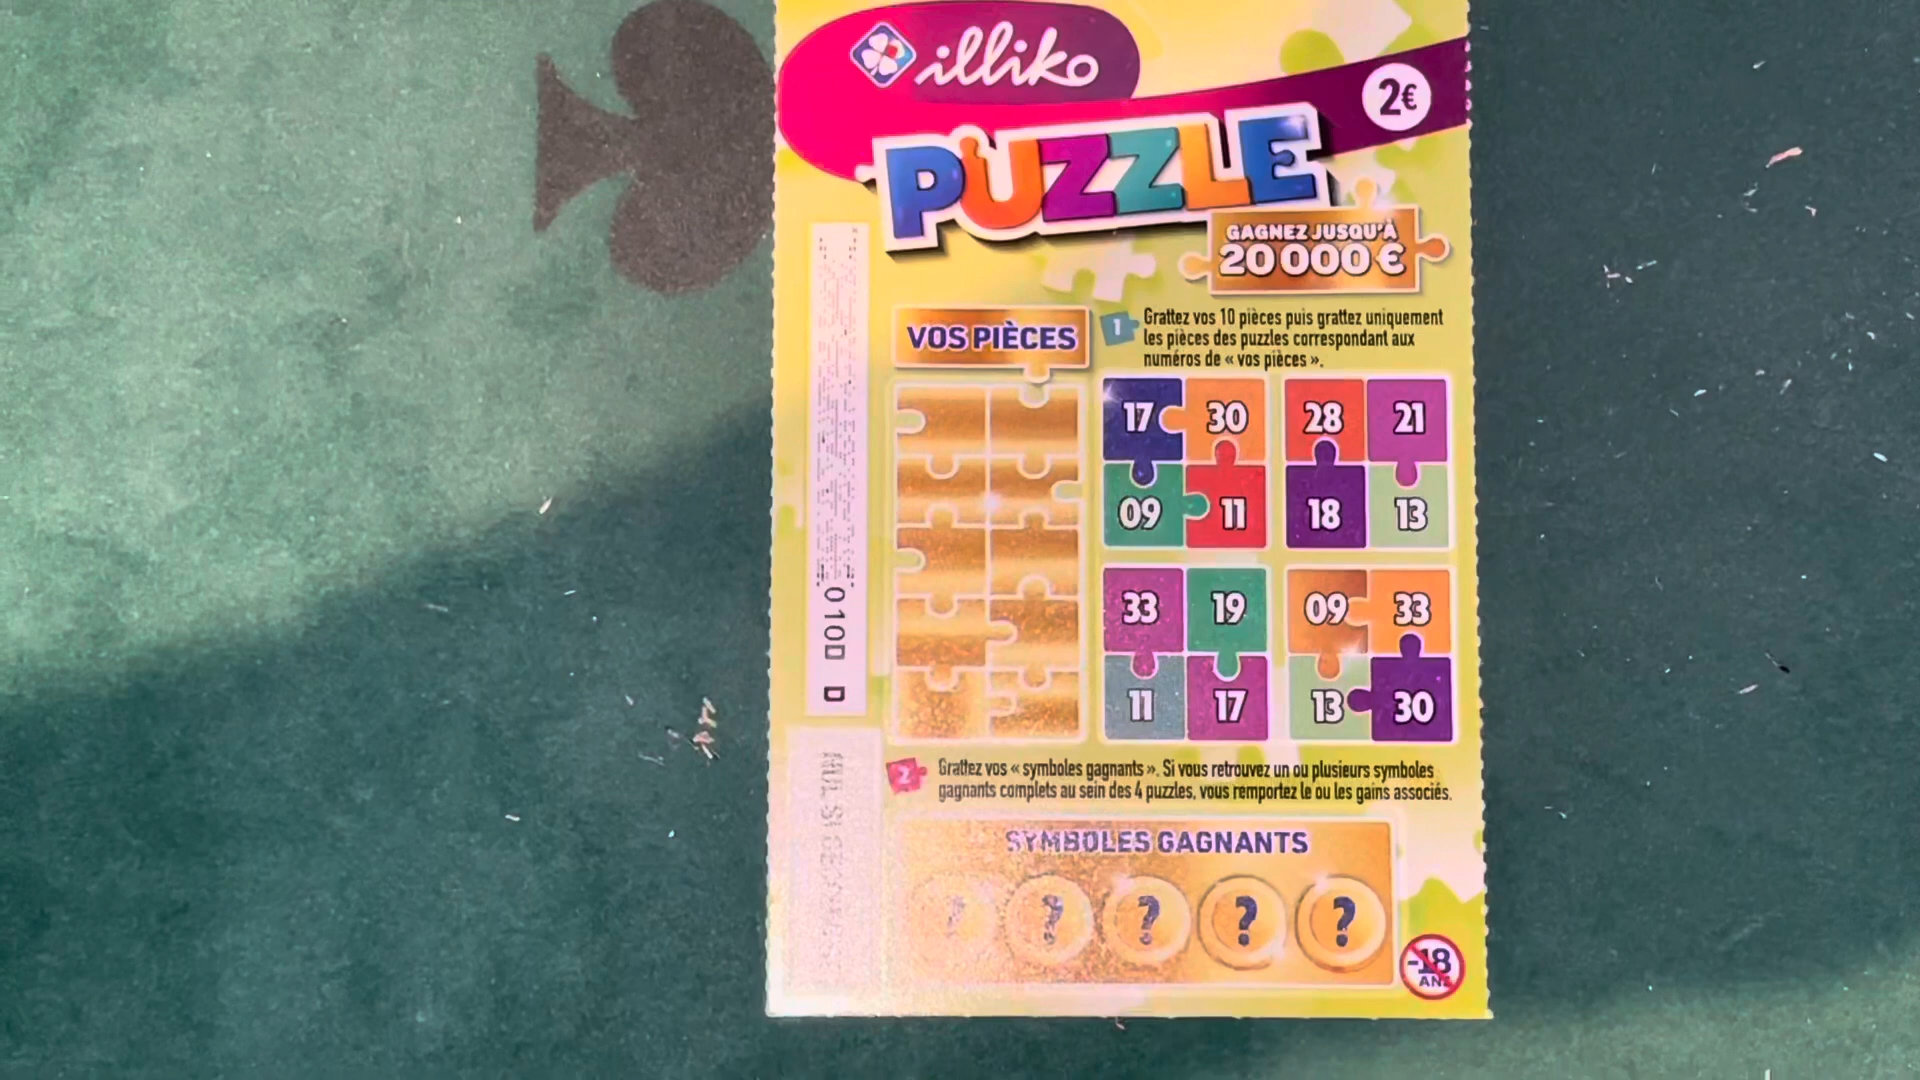 illiko
2€
PUZZLE
GAGNEZ JUSQU'À
20 000 €
VOS PIÈCES
1 Grattez vos 10 pièces puis grattez uniquement
les pièces des puzzles correspondant aux
numéros de « vos pièces ».
17 30 28 21
09 11 18 13
33 19 09 33
11 17 13 30
010D D
2 Grattez vos « symboles gagnants ». Si vous retrouvez un ou plusieurs symboles
gagnants complets au sein des 4 puzzles, vous remportez le ou les gains associés.
SYMBOLES GAGNANTS
? ? ? ? ?
-18
ANS